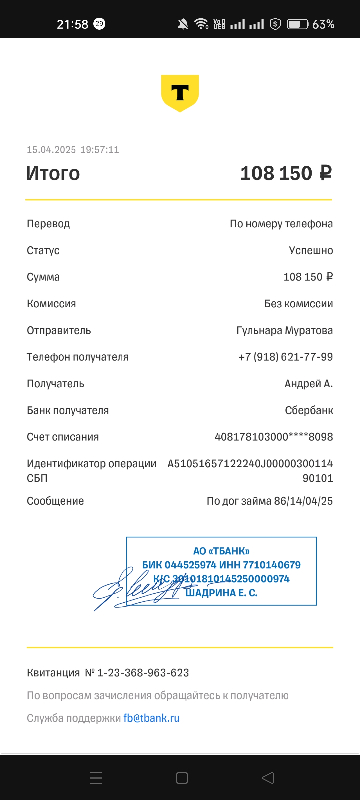 21:58
63%
T
15.04.2025 19:57:11
Итого 108 150 ₽
Перевод По номеру телефона
Статус Успешно
Сумма 108 150 ₽
Комиссия Без комиссии
Отправитель Гульнара Муратова
Телефон получателя +7 (918) 621-77-99
Получатель Андрей А.
Банк получателя Сбербанк
Счет списания 408178103000****8098
Идентификатор операции A51051657122240J00000300114
СБП 90101
Сообщение По дог займа 86/14/04/25
АО «ТБАНК»
БИК 044525974 ИНН 7710140679
К/С 30101810145250000974
ШАДРИНА Е. С.
Квитанция № 1-23-368-963-623
По вопросам зачисления обращайтесь к получателю
Служба поддержки fb@tbank.ru